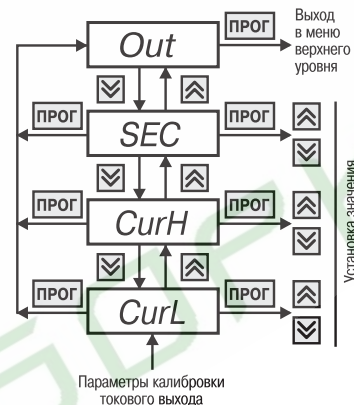 Out
ПРОГ
Выход
в меню
верхнего
уровня
ПРОГ
SEC
ПРОГ
ПРОГ
CurH
ПРОГ
ПРОГ
CurL
ПРОГ
Установка значения
Параметры калибровки
токового выхода